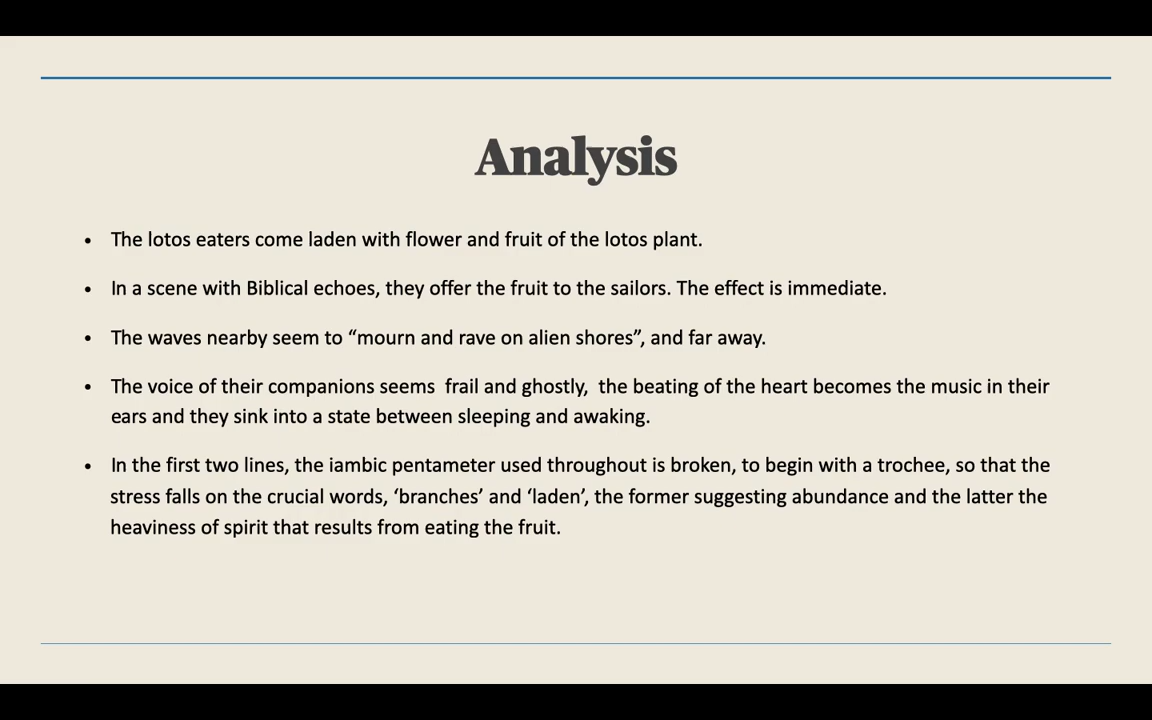 Analysis
• The lotos eaters come laden with flower and fruit of the lotos plant.
• In a scene with Biblical echoes, they offer the fruit to the sailors. The effect is immediate.
• The waves nearby seem to “mourn and rave on alien shores”, and far away.
• The voice of their companions seems  frail and ghostly,  the beating of the heart becomes the music in their
ears and they sink into a state between sleeping and awaking.
• In the first two lines, the iambic pentameter used throughout is broken, to begin with a trochee, so that the
stress falls on the crucial words, ‘branches’ and ‘laden’, the former suggesting abundance and the latter the
heaviness of spirit that results from eating the fruit.